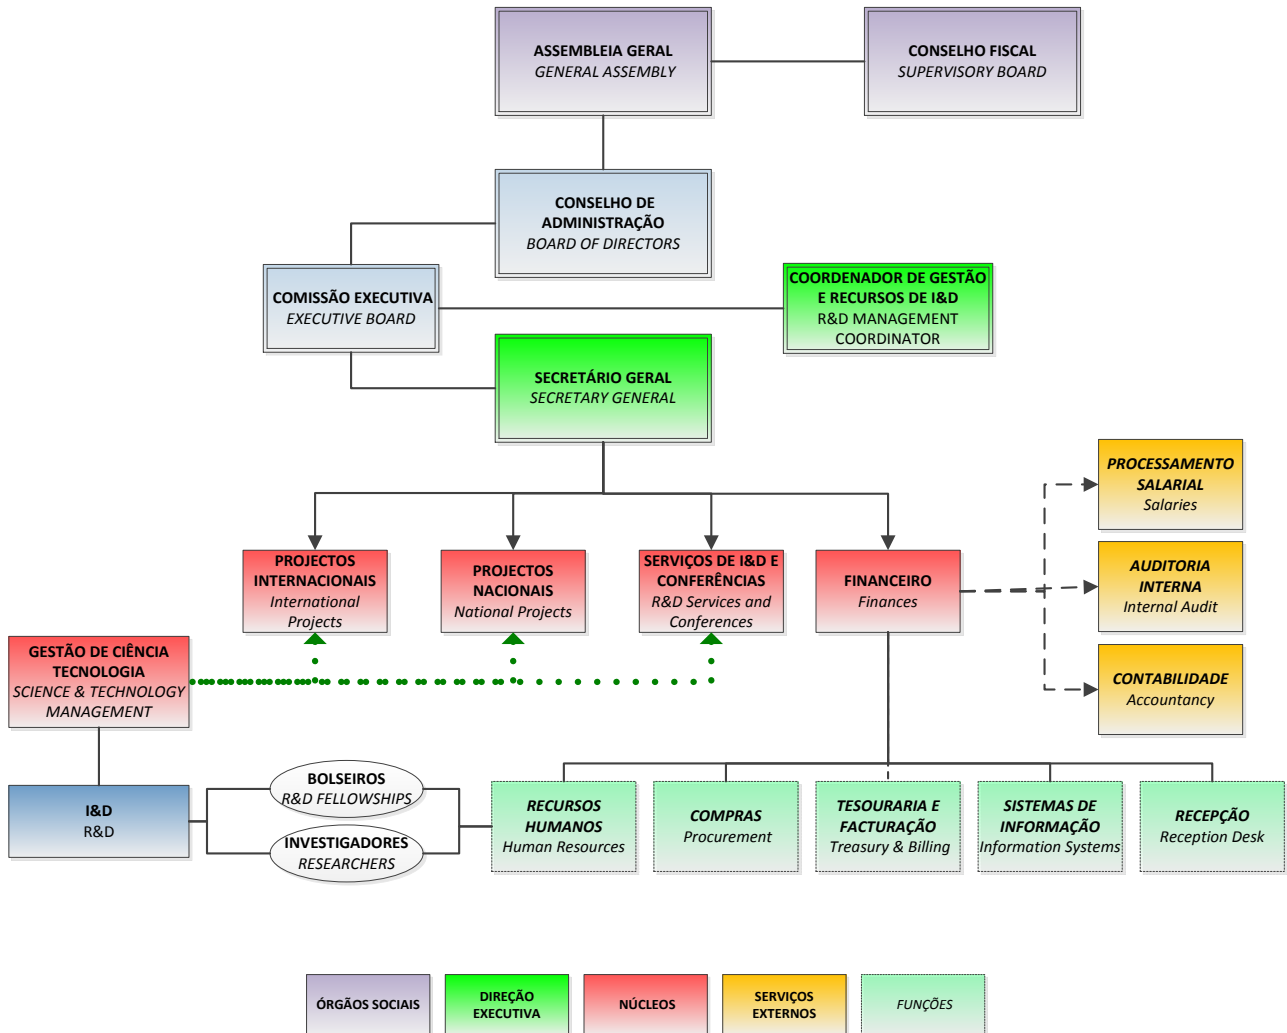 ASSEMBLEIA GERAL
GENERAL ASSEMBLY
CONSELHO FISCAL
SUPERVISORY BOARD
CONSELHO DE
ADMINISTRAÇÃO
BOARD OF DIRECTORS
COMISSÃO EXECUTIVA
EXECUTIVE BOARD
COORDENADOR DE GESTÃO
E RECURSOS DE I&D
R&D MANAGEMENT
COORDINATOR
SECRETÁRIO GERAL
SECRETARY GENERAL
PROCESSAMENTO
SALARIAL
Salaries
PROJECTOS
INTERNACIONAIS
International
Projects
PROJECTOS
NACIONAIS
National Projects
SERVIÇOS DE I&D E
CONFERÊNCIAS
R&D Services and
Conferences
FINANCEIRO
Finances
AUDITORIA
INTERNA
Internal Audit
GESTÃO DE CIÊNCIA
TECNOLOGIA
SCIENCE & TECHNOLOGY
MANAGEMENT
CONTABILIDADE
Accountancy
I&D
R&D
BOLSEIROS
R&D FELLOWSHIPS
INVESTIGADORES
RESEARCHERS
RECURSOS
HUMANOS
Human Resources
COMPRAS
Procurement
TESOURARIA E
FACTURAÇÃO
Treasury & Billing
SISTEMAS DE
INFORMAÇÃO
Information Systems
RECEPÇÃO
Reception Desk
ÓRGÃOS SOCIAIS
DIREÇÃO
EXECUTIVA
NÚCLEOS
SERVIÇOS
EXTERNOS
FUNÇÕES